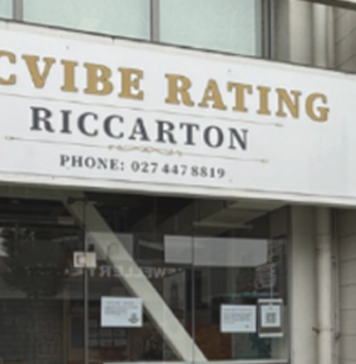 CVIBE RATING
RICCARTON
PHONE: 027 447 8819